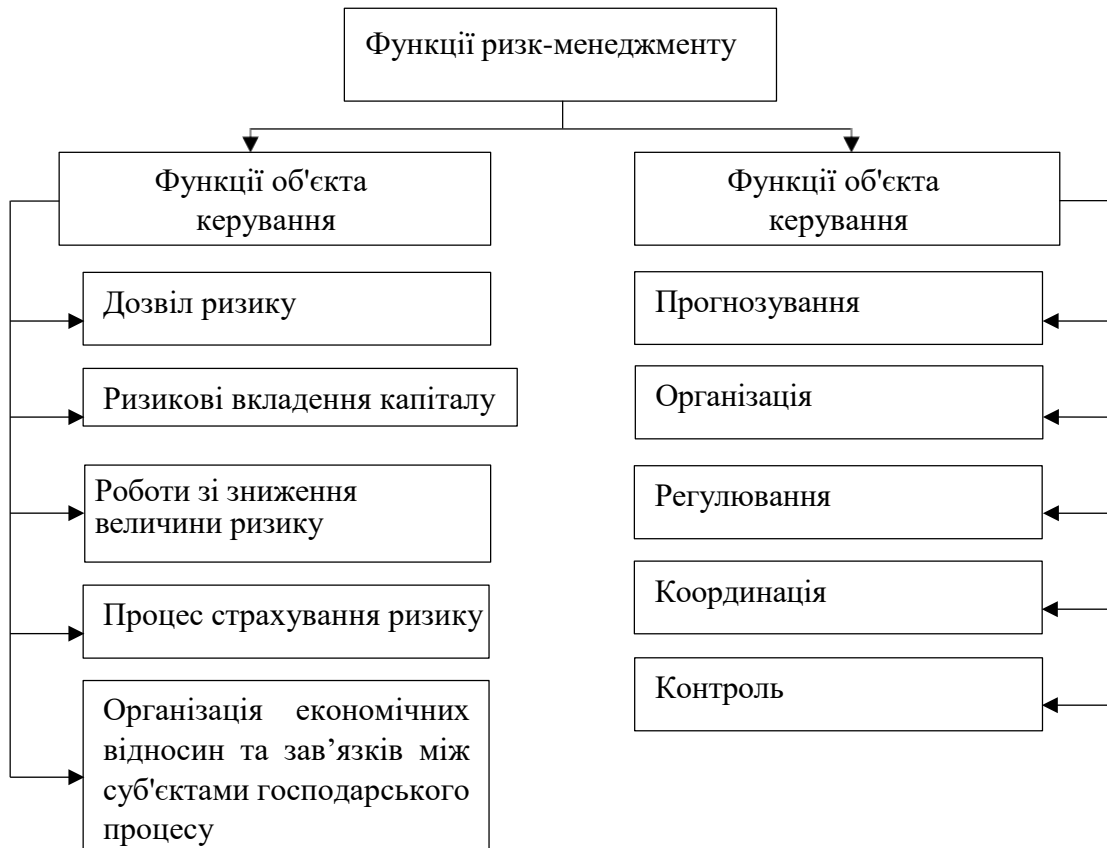 Функції ризк-менеджменту
Функції об'єкта
керування
Дозвіл ризику
Ризикові вкладення капіталу
Роботи зі зниження
величини ризику
Процес страхування ризику
Організація економічних
відносин та зав’язків між
суб'єктами господарського
процесу
Функції об'єкта
керування
Прогнозування
Організація
Регулювання
Координація
Контроль